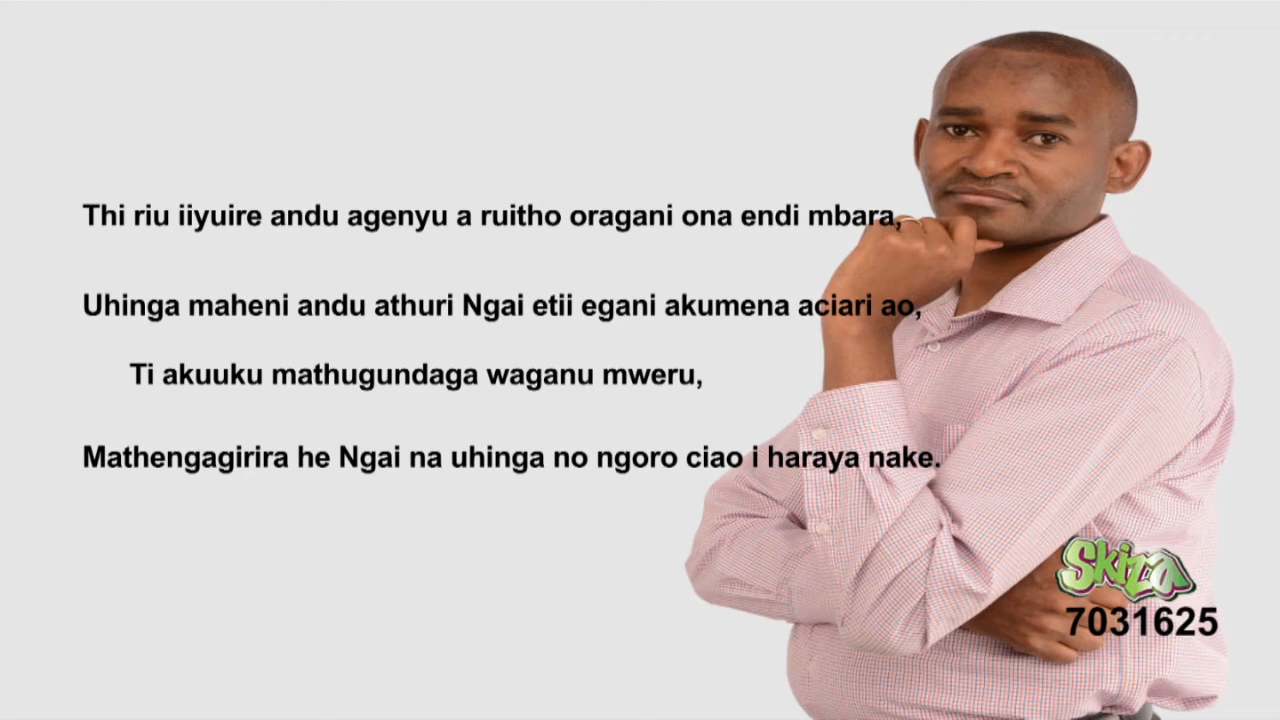 Thi riu iiyuire andu agenyu a ruitho oragani ona endi mbara,
Uhinga maheni andu athuri Ngai etii egani akumena aciari ao,
Ti akuuku mathugundaga waganu mweru,
Mathengagirira he Ngai na uhinga no ngoro ciao i haraya nake.
Skiza
7031625